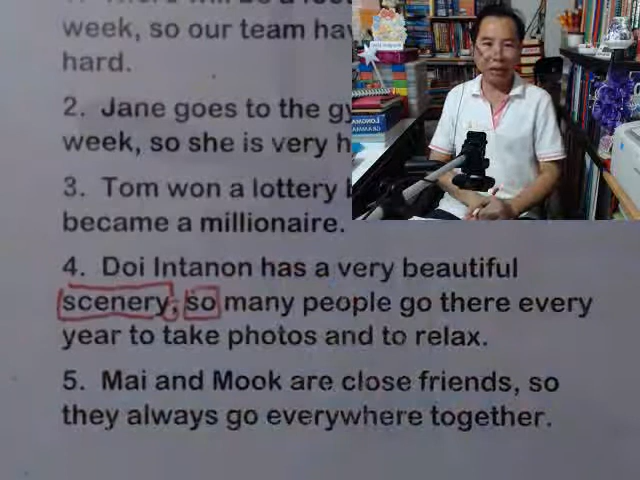 week, so our team
hard.
2. Jane goes to the
week, so she is very
3. Tom won a lottery
became a millionaire.
4. Doi Intanon has a very beautiful
scenery, so many people go there every
year to take photos and to relax.
5. Mai and Mook are close friends, so
they always go everywhere together.
LONGMAN
GRAMMAR